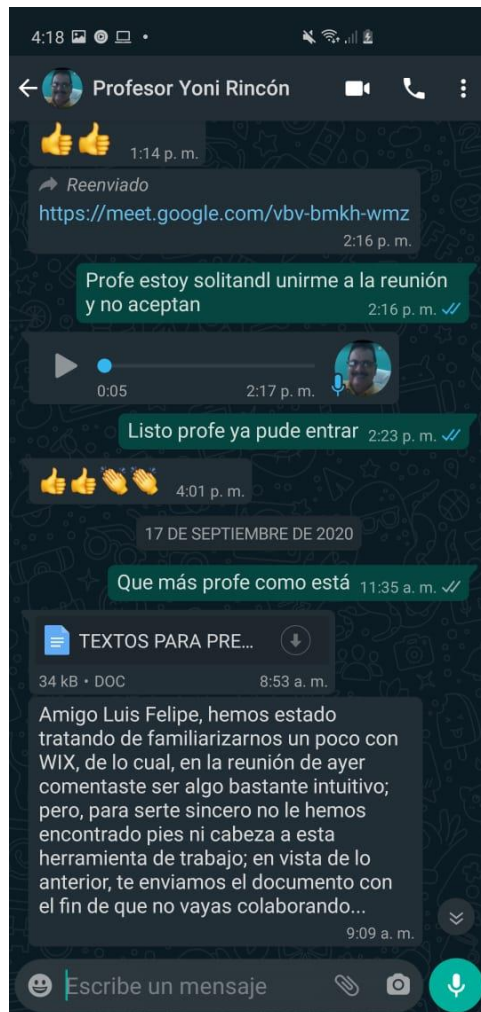 4:18
Profesor Yoni Rincón
👍👍 1:14 p. m.
Reenviado
https://meet.google.com/vbv-bmkh-wmz
2:16 p. m.
Profe estoy solitandl unirme a la reunión
y no aceptan 2:16 p. m.
0:05 2:17 p. m.
Listo profe ya pude entrar 2:23 p. m.
👍👍👏👏 4:01 p. m.
17 DE SEPTIEMBRE DE 2020
Que más profe como está 11:35 a. m.
TEXTOS PARA PRE...
34 kB • DOC 8:53 a. m.
Amigo Luis Felipe, hemos estado
tratando de familiarizarnos un poco con
WIX, de lo cual, en la reunión de ayer
comentaste ser algo bastante intuitivo;
pero, para serte sincero no le hemos
encontrado pies ni cabeza a esta
herramienta de trabajo; en vista de lo
anterior, te enviamos el documento con
el fin de que no vayas colaborando...
9:09 a. m.
Escribe un mensaje